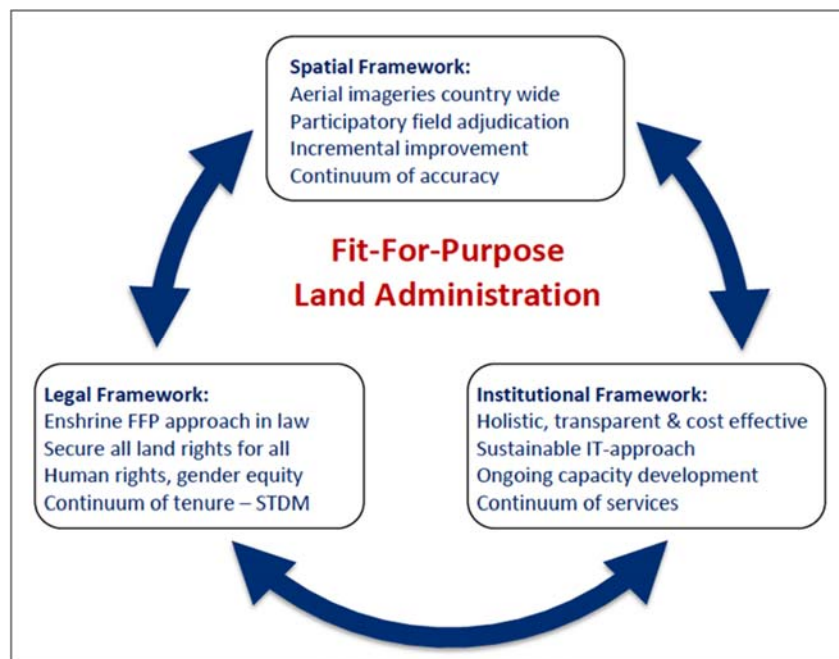 Spatial Framework:
Aerial imageries country wide
Participatory field adjudication
Incremental improvement
Continuum of accuracy
Fit-For-Purpose
Land Administration
Legal Framework:
Enshrine FFP approach in law
Secure all land rights for all
Human rights, gender equity
Continuum of tenure – STDM
Institutional Framework:
Holistic, transparent & cost effective
Sustainable IT-approach
Ongoing capacity development
Continuum of services